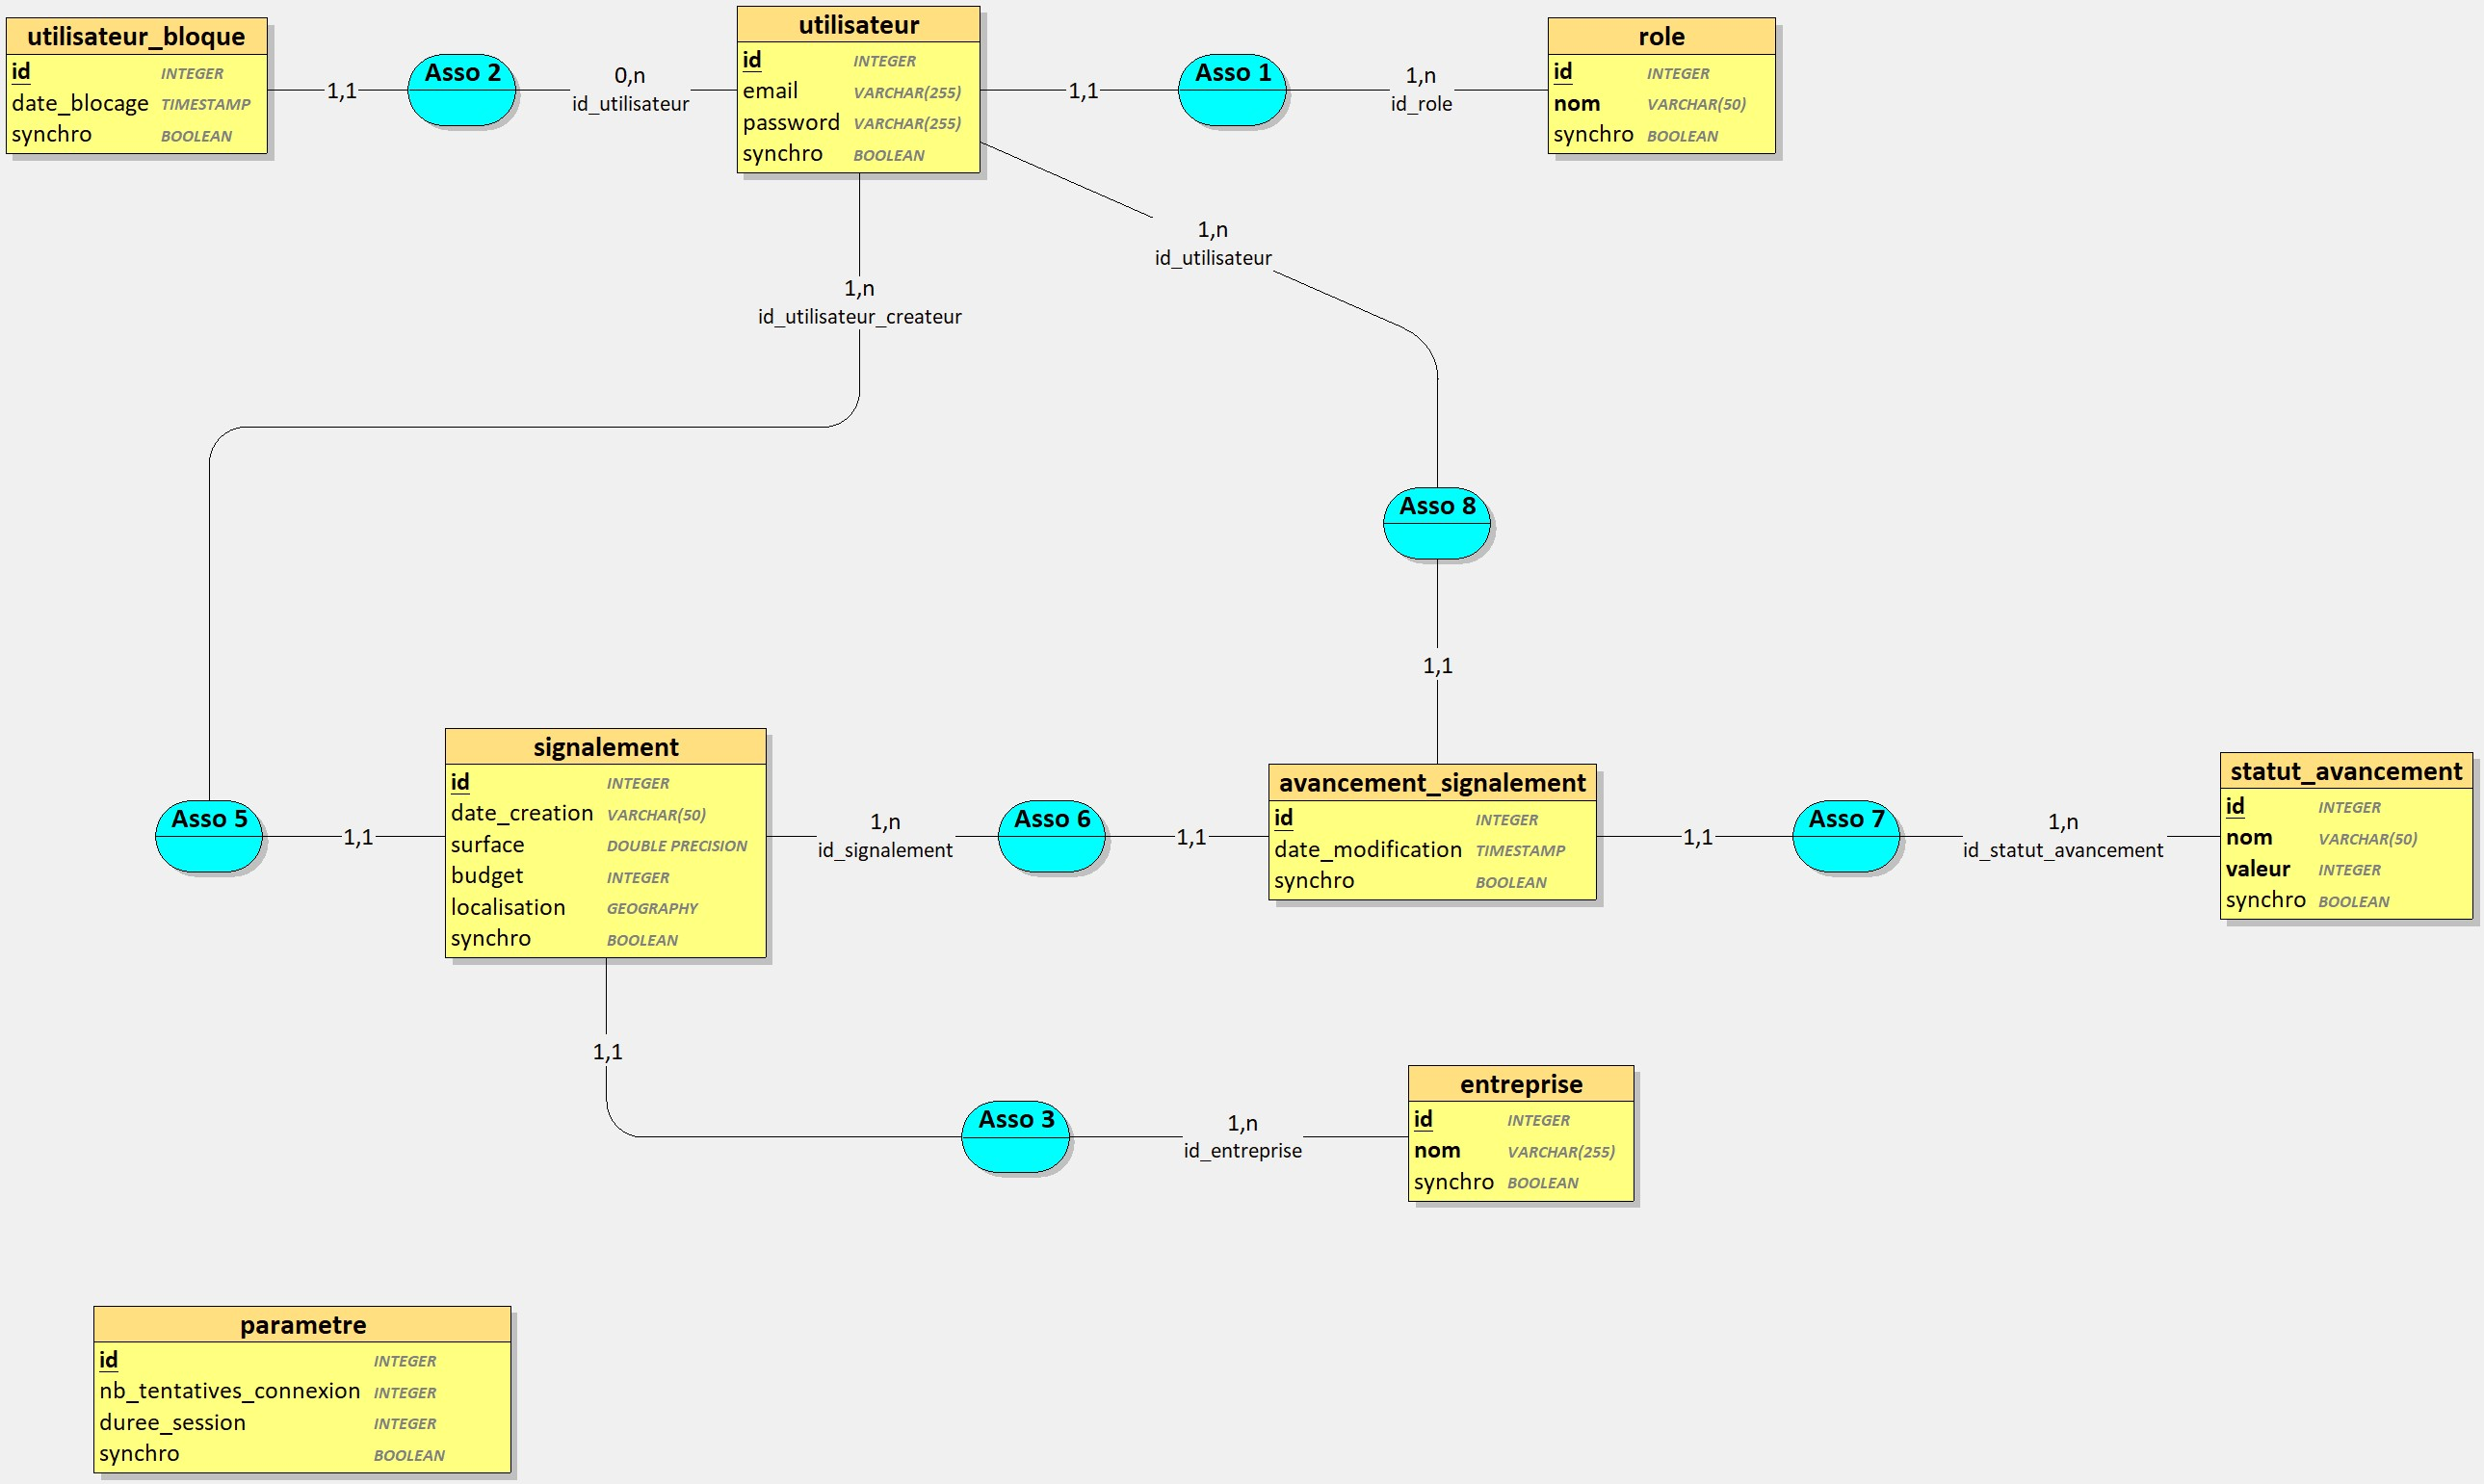 utilisateur_bloque
id INTEGER
date_blocage TIMESTAMP
synchro BOOLEAN
1,1
Asso 2
0,n
id_utilisateur
utilisateur
id INTEGER
email VARCHAR(255)
password VARCHAR(255)
synchro BOOLEAN
1,1
Asso 1
1,n
id_role
role
id INTEGER
nom VARCHAR(50)
synchro BOOLEAN
1,n
id_utilisateur
1,n
id_utilisateur_createur
Asso 8
1,1
Asso 5
1,1
signalement
id INTEGER
date_creation VARCHAR(50)
surface DOUBLE PRECISION
budget INTEGER
localisation GEOGRAPHY
synchro BOOLEAN
1,n
id_signalement
Asso 6
1,1
avancement_signalement
id INTEGER
date_modification TIMESTAMP
synchro BOOLEAN
1,1
Asso 7
1,n
id_statut_avancement
statut_avancement
id INTEGER
nom VARCHAR(50)
valeur INTEGER
synchro BOOLEAN
1,1
Asso 3
1,n
id_entreprise
entreprise
id INTEGER
nom VARCHAR(255)
synchro BOOLEAN
parametre
id INTEGER
nb_tentatives_connexion INTEGER
duree_session INTEGER
synchro BOOLEAN